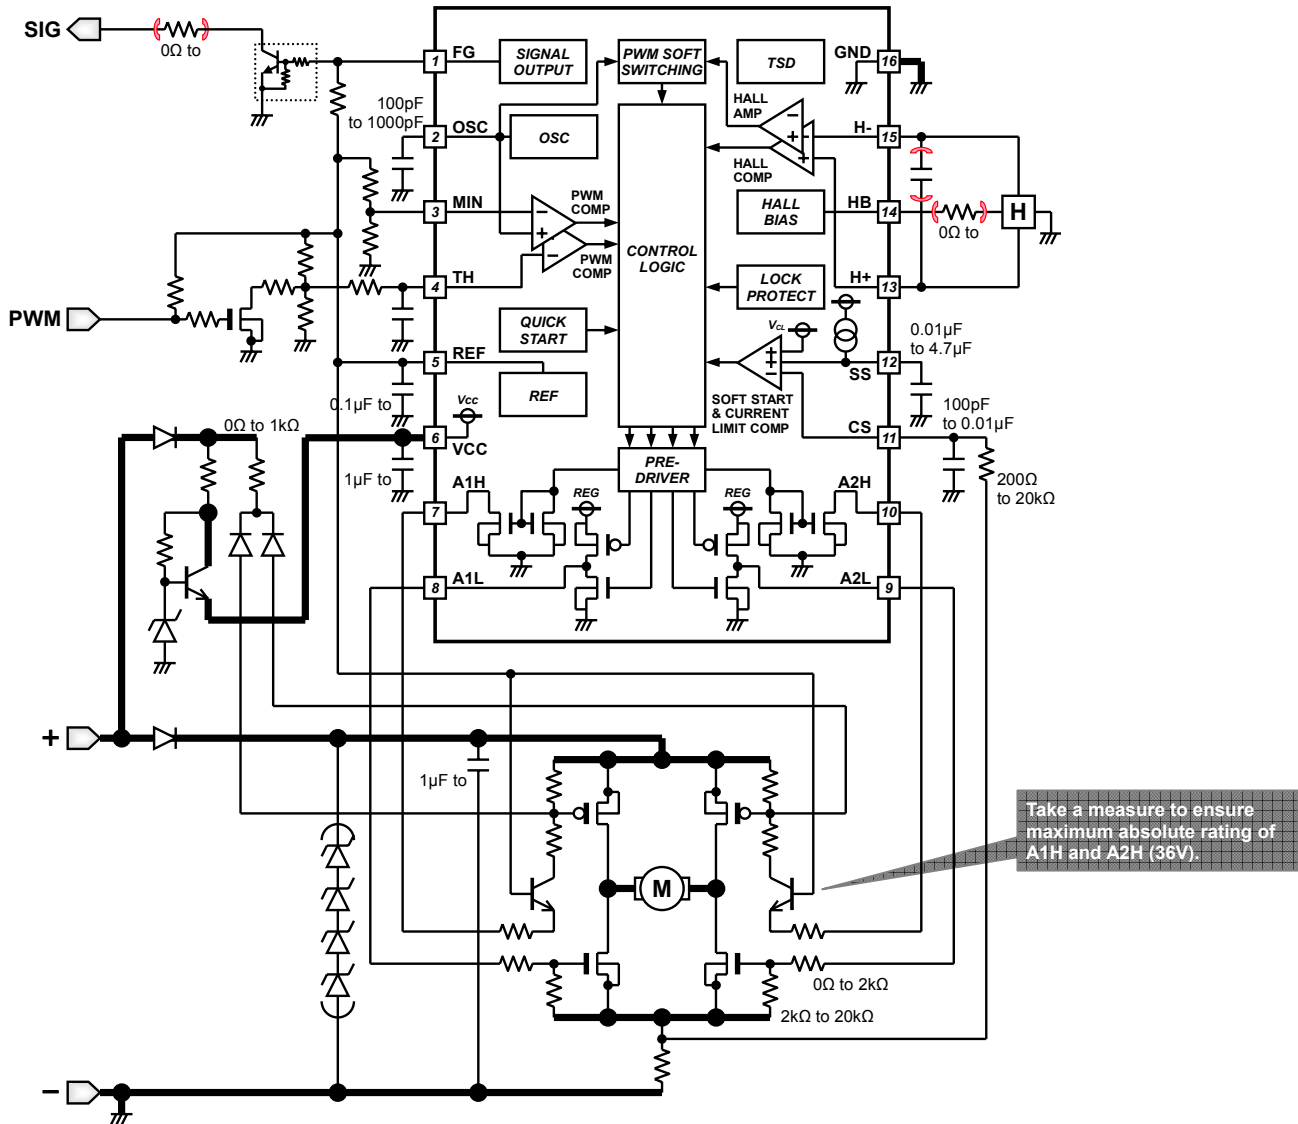 SIG
0Ω to
1
FG
SIGNAL
OUTPUT
PWM SOFT
SWITCHING
TSD
GND
16
100pF
to 1000pF
2
OSC
OSC
HALL
AMP
H-
15
HALL
COMP
3
MIN
PWM
COMP
PWM
COMP
CONTROL
LOGIC
HALL
BIAS
HB
14
0Ω to
H
PWM
4
TH
LOCK
PROTECT
H+
13
QUICK
START
VCL
0.01µF
to 4.7µF
5
REF
REF
0.1µF to
SS
12
SOFT START
& CURRENT
LIMIT COMP
100pF
to 0.01µF
CS
11
0Ω to 1kΩ
Vcc
6
VCC
1µF to
200Ω
to 20kΩ
PRE-
DRIVER
A1H
7
REG
REG
A2H
10
A1L
8
A2L
9
+
1µF to
M
Take a measure to ensure
maximum absolute rating of
A1H and A2H (36V).
0Ω to 2kΩ
2kΩ to 20kΩ
−